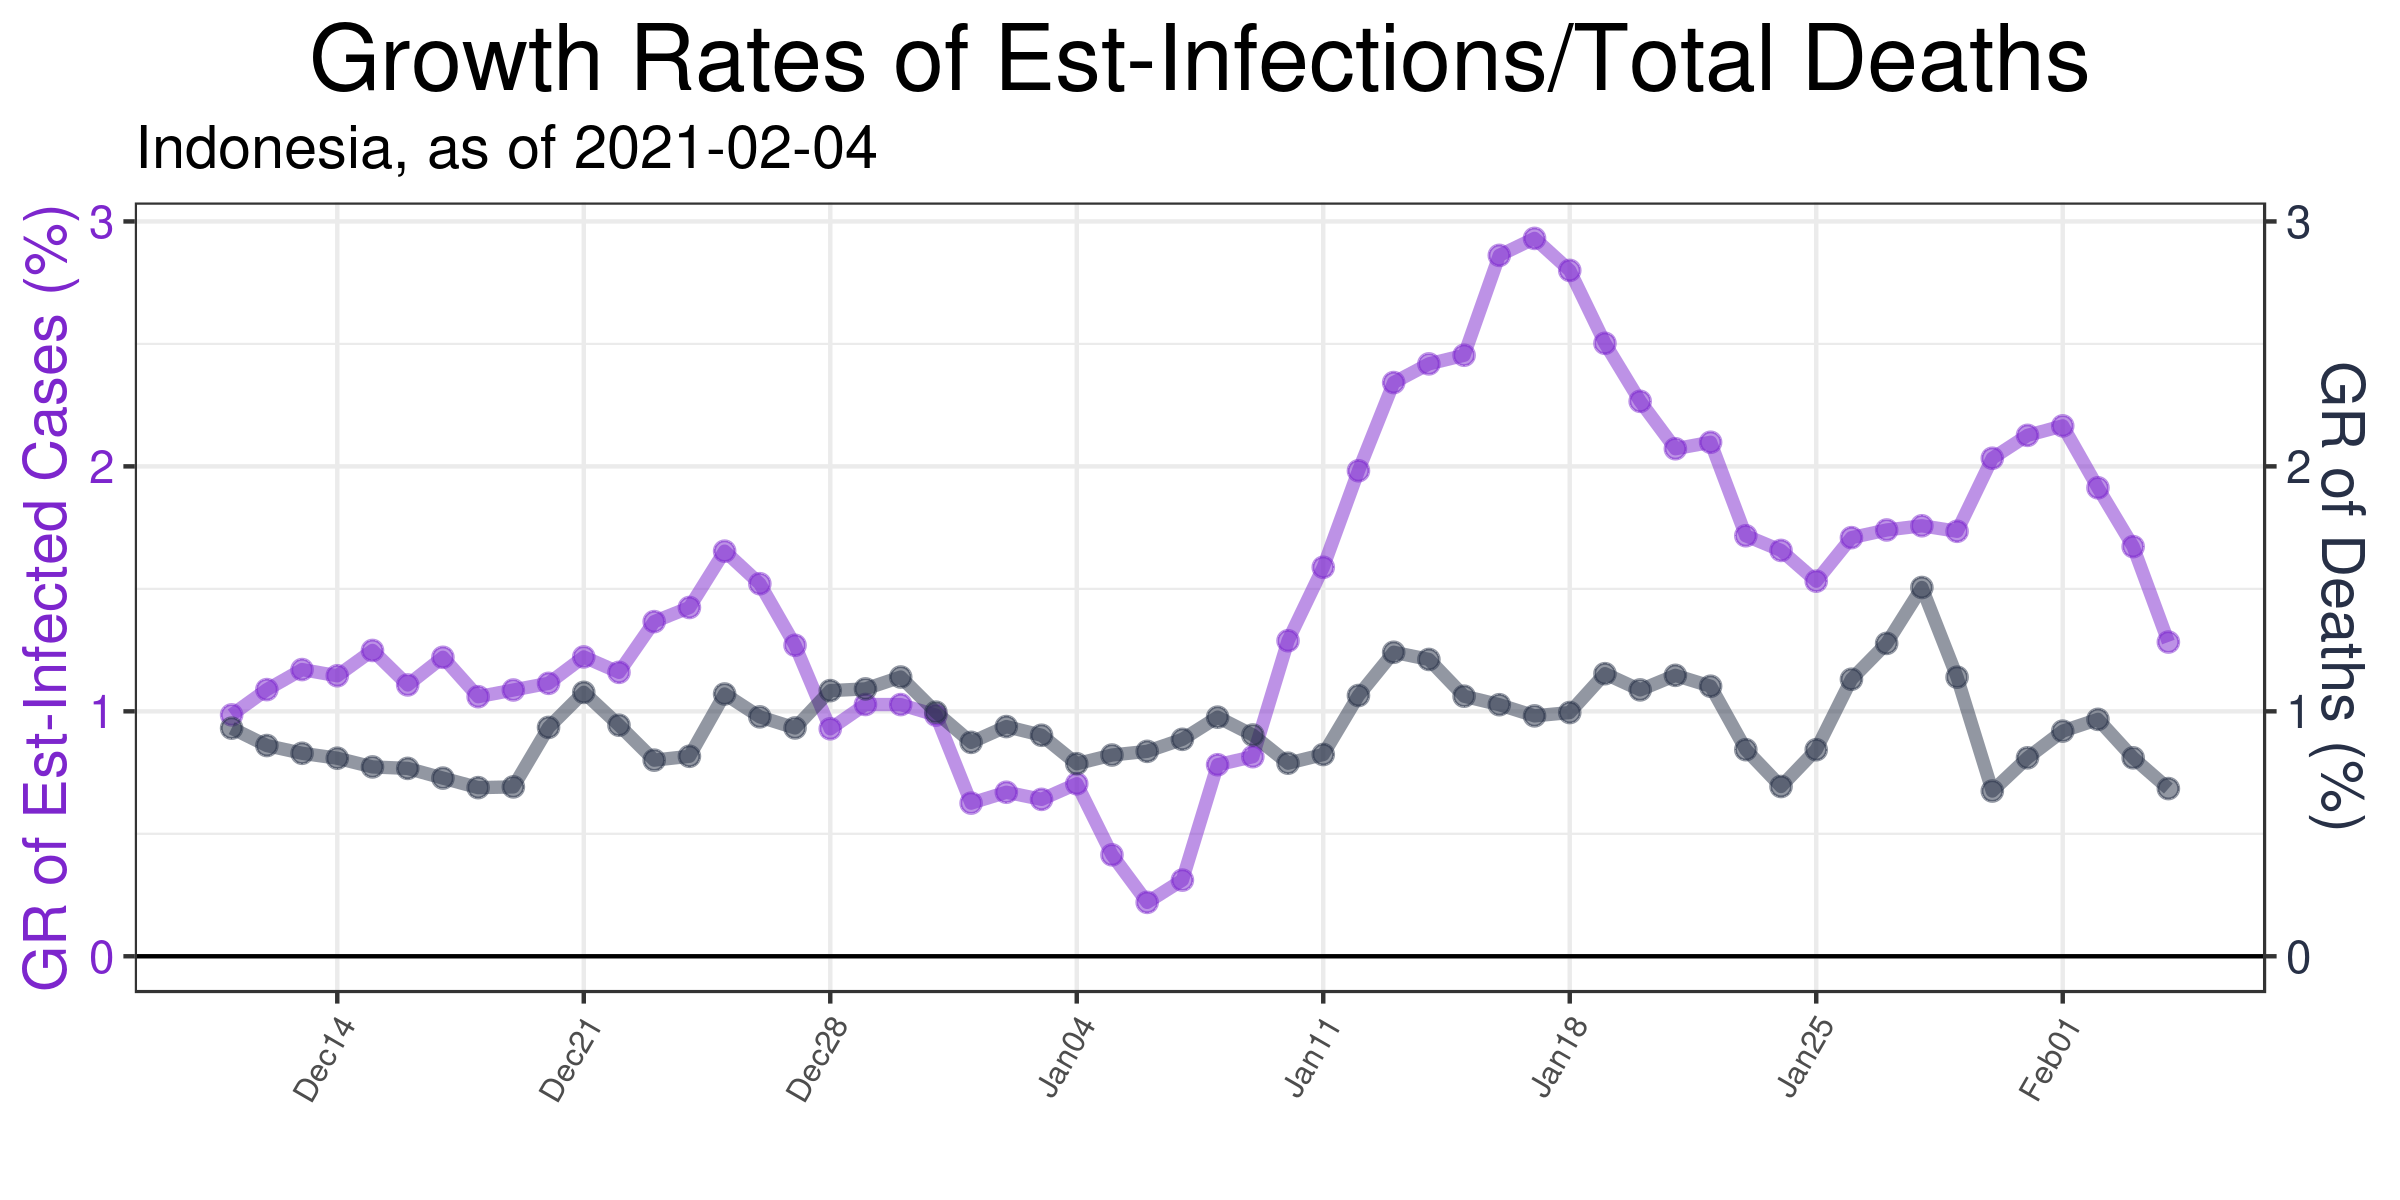 Growth Rates of Est-Infections/Total Deaths
Indonesia, as of 2021-02-04
GR of Est-Infected Cases (%)
3
2
1
0
3
2
1
0
GR of Deaths (%)
Dec14
Dec21
Dec28
Jan04
Jan11
Jan18
Jan25
Feb01